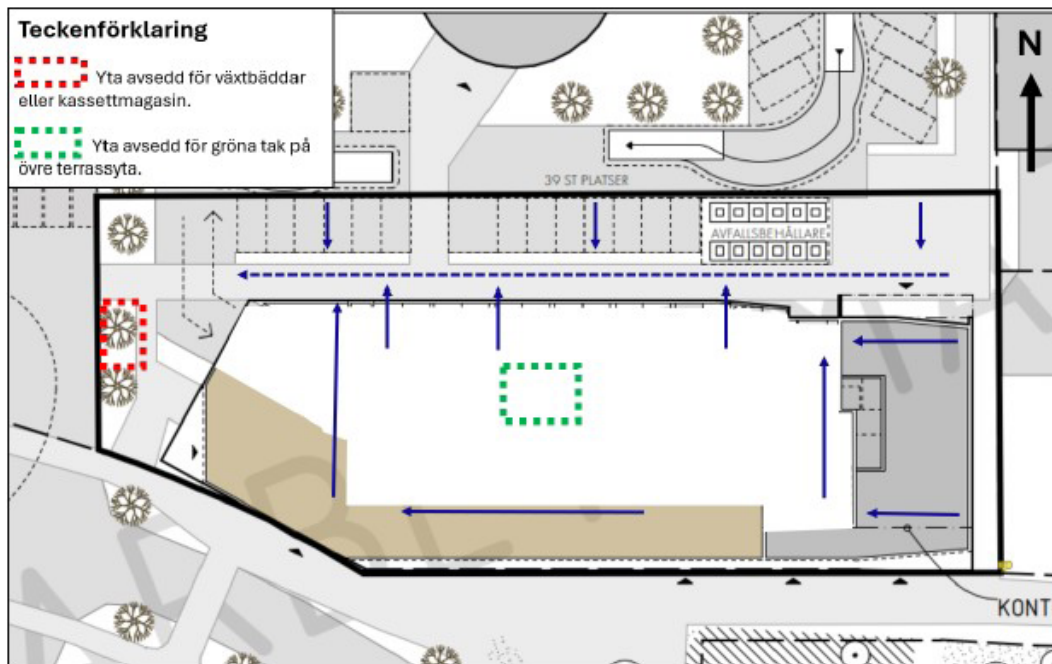 Teckenförklaring
Yta avsedd för växtbäddar
eller kassettmagasin.
Yta avsedd för gröna tak på
övre terrassyta.
N
39 ST PLATSER
AVFALLSBEHÅLLARE
KONT